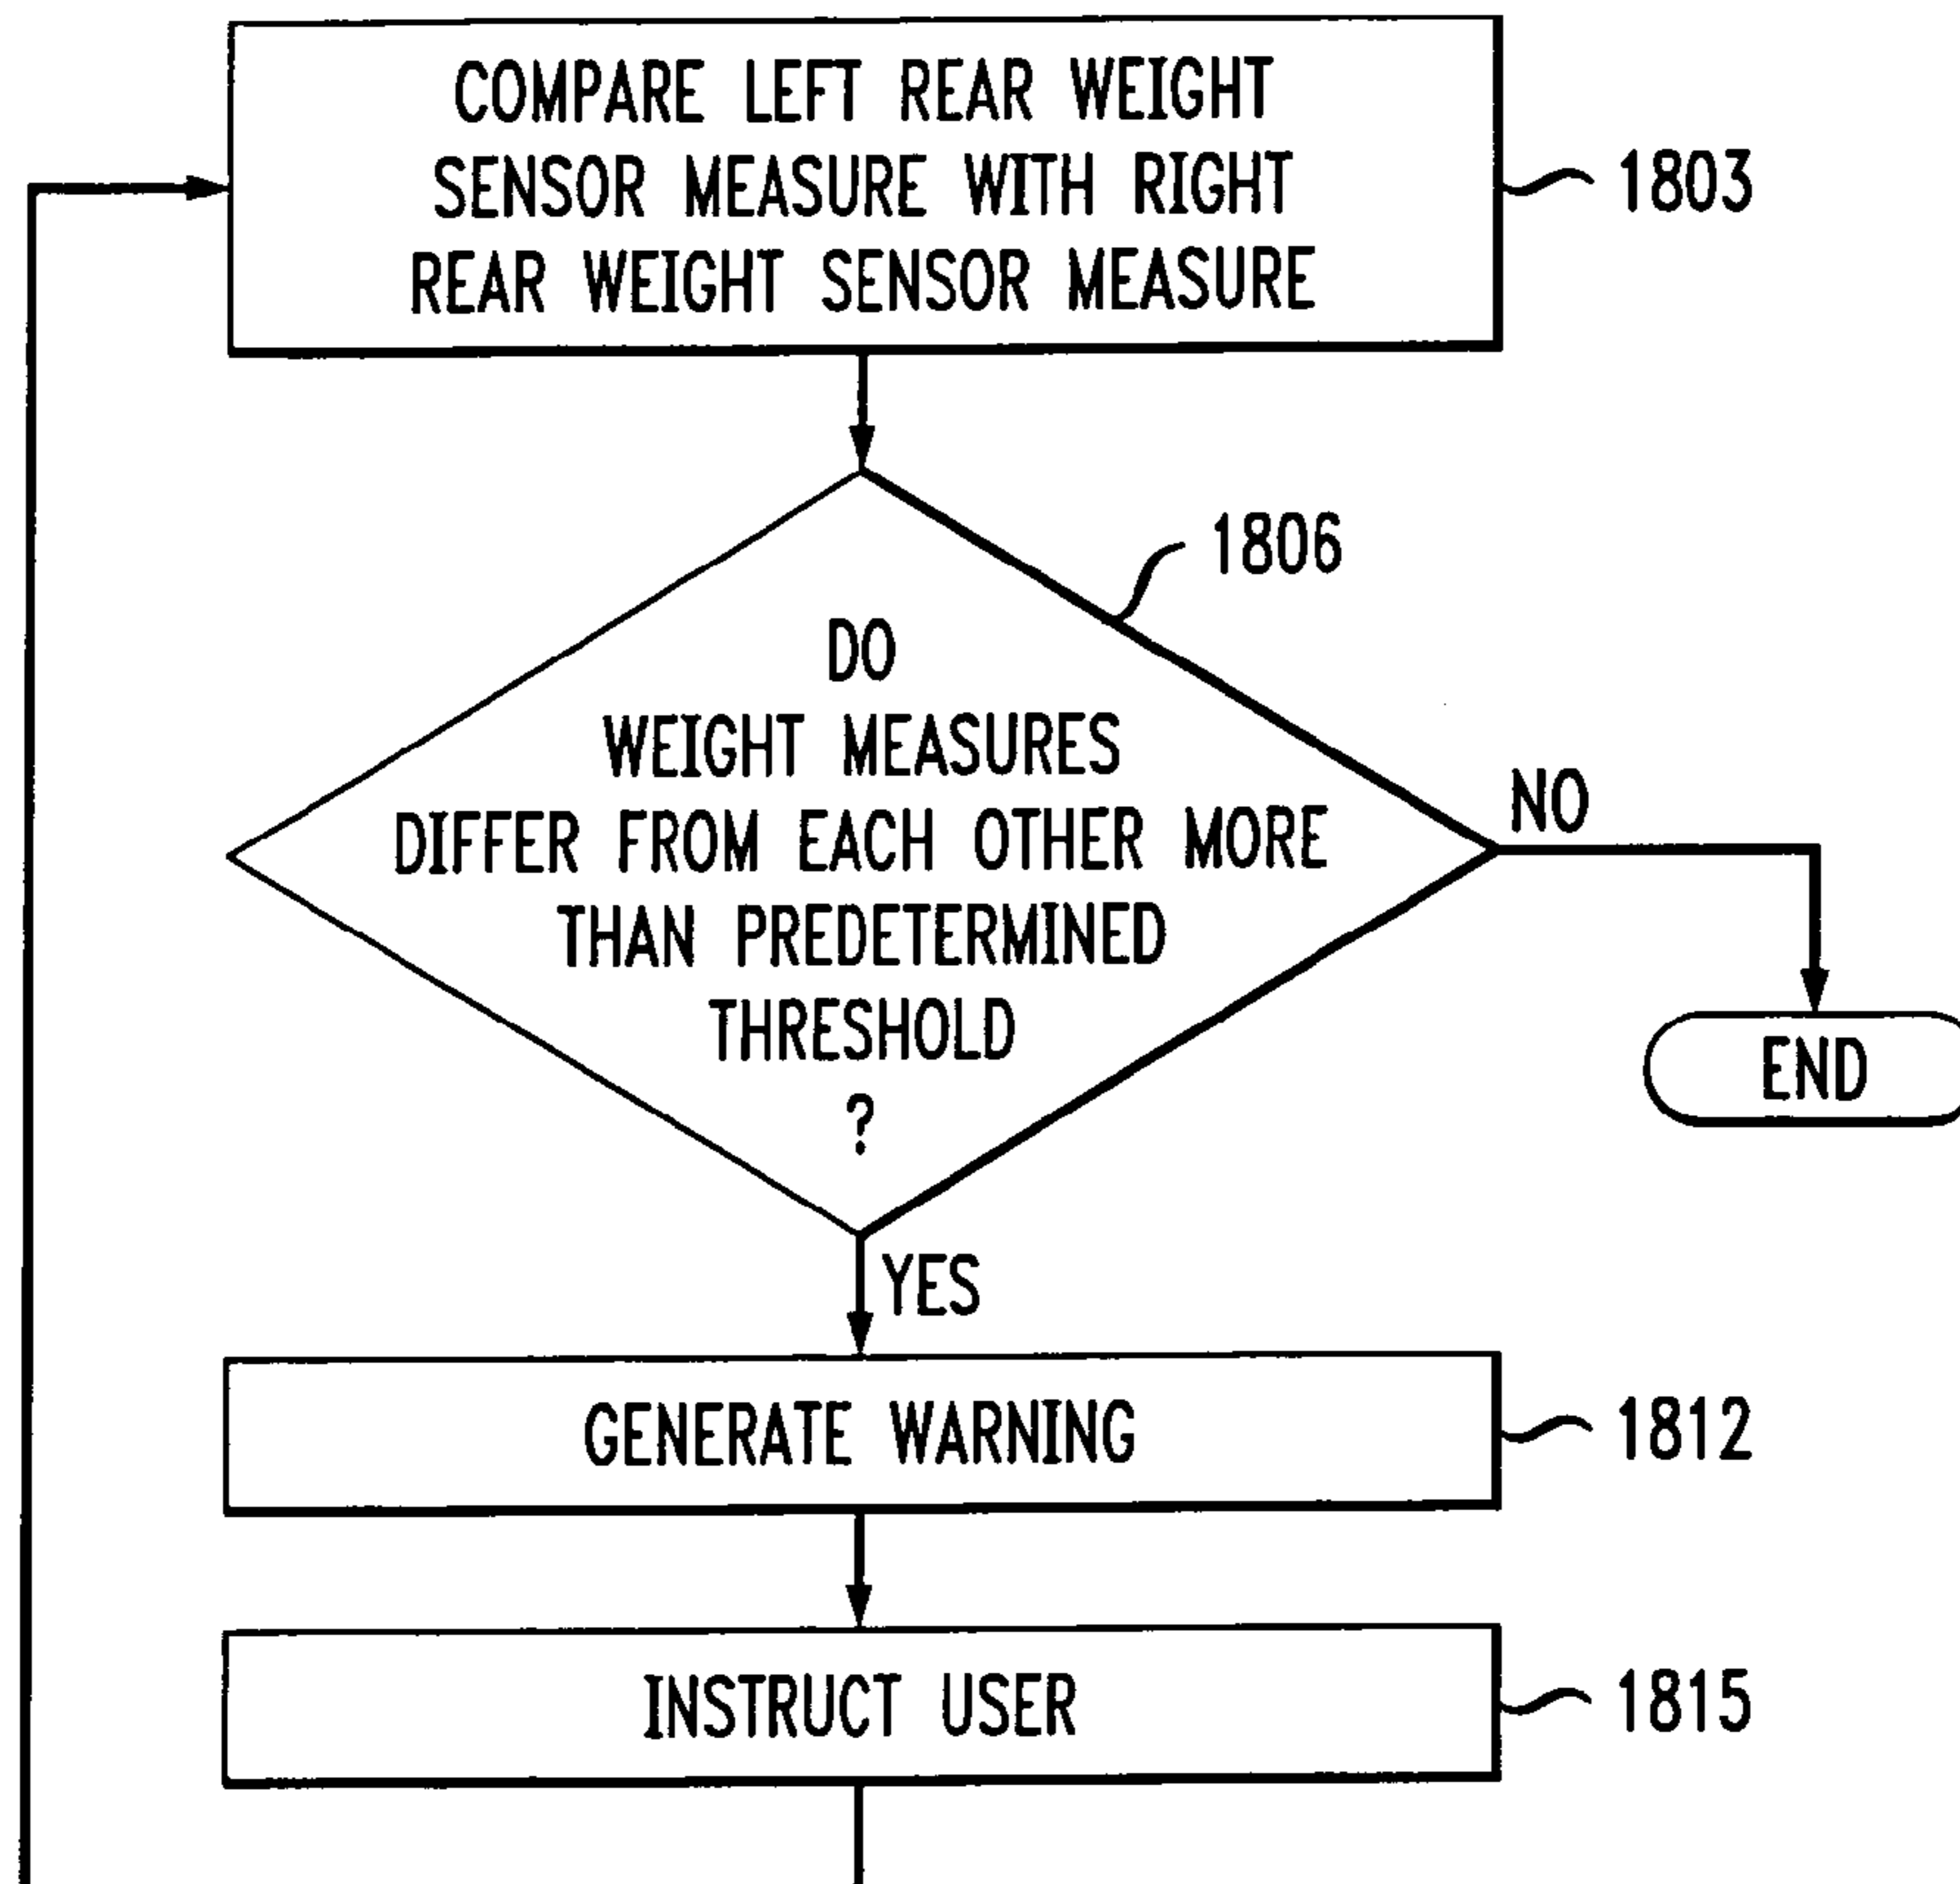 COMPARE LEFT REAR WEIGHT
SENSOR MEASURE WITH RIGHT
REAR WEIGHT SENSOR MEASURE
1803
1806
DO
WEIGHT MEASURES
DIFFER FROM EACH OTHER MORE
THAN PREDETERMINED
THRESHOLD
?
NO
END
YES
GENERATE WARNING
1812
INSTRUCT USER
1815